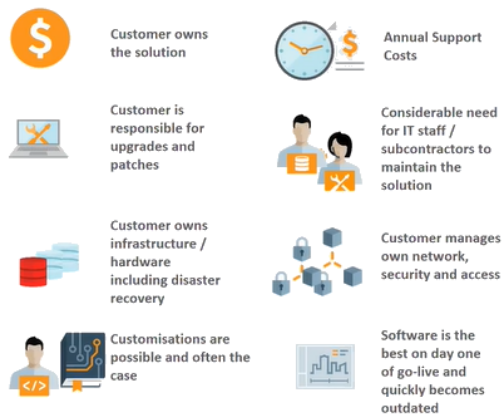 Customer owns
the solution
Annual Support
Costs
Customer is
responsible for
upgrades and
patches
Considerable need
for IT staff /
subcontractors to
maintain the
solution
Customer owns
infrastructure /
hardware
including disaster
recovery
Customer manages
own network,
security and access
Customisations are
possible and often the
case
Software is the
best on day one
of go-live and
quickly becomes
outdated